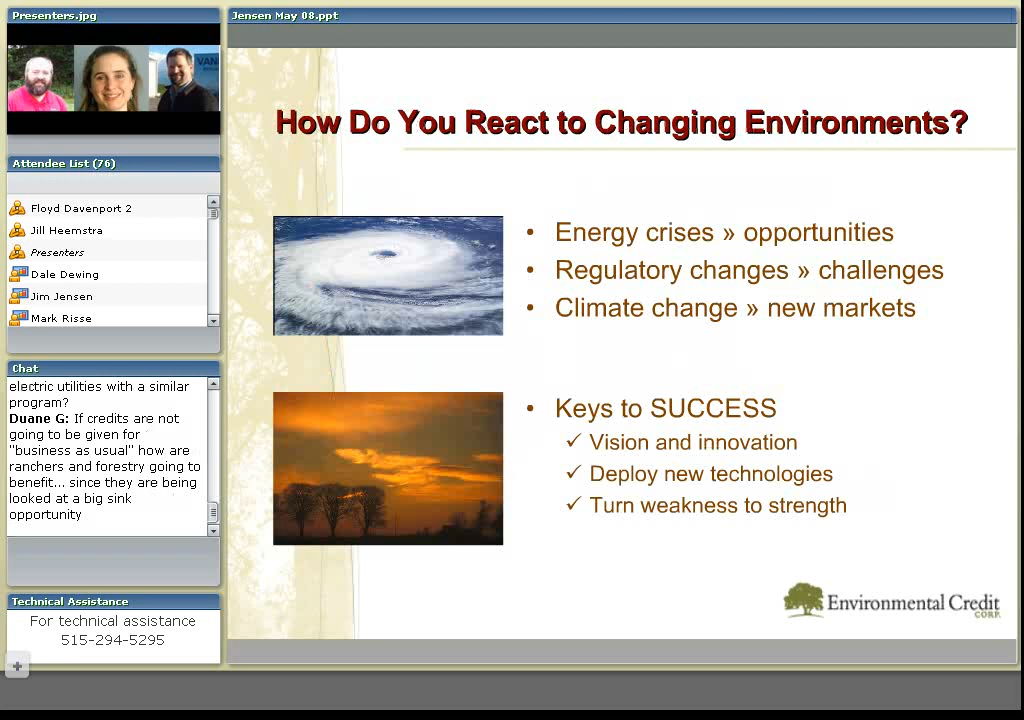 Presenters.jpg
VAN
Attendee List (76)
Floyd Davenport 2
Jill Heemstra
Presenters
Dale Dewing
Jim Jensen
Mark Risse
Chat
electric utilities with a similar
program?
Duane G: If credits are not
going to be given for
"business as usual" how are
ranchers and forestry going to
benefit... since they are being
looked at a big sink
opportunity
Technical Assistance
For technical assistance
515-294-5295
Jensen May 08.ppt
How Do You React to Changing Environments?
• Energy crises » opportunities
• Regulatory changes » challenges
• Climate change » new markets
• Keys to SUCCESS
✓ Vision and innovation
✓ Deploy new technologies
✓ Turn weakness to strength
Environmental Credit
CORP.